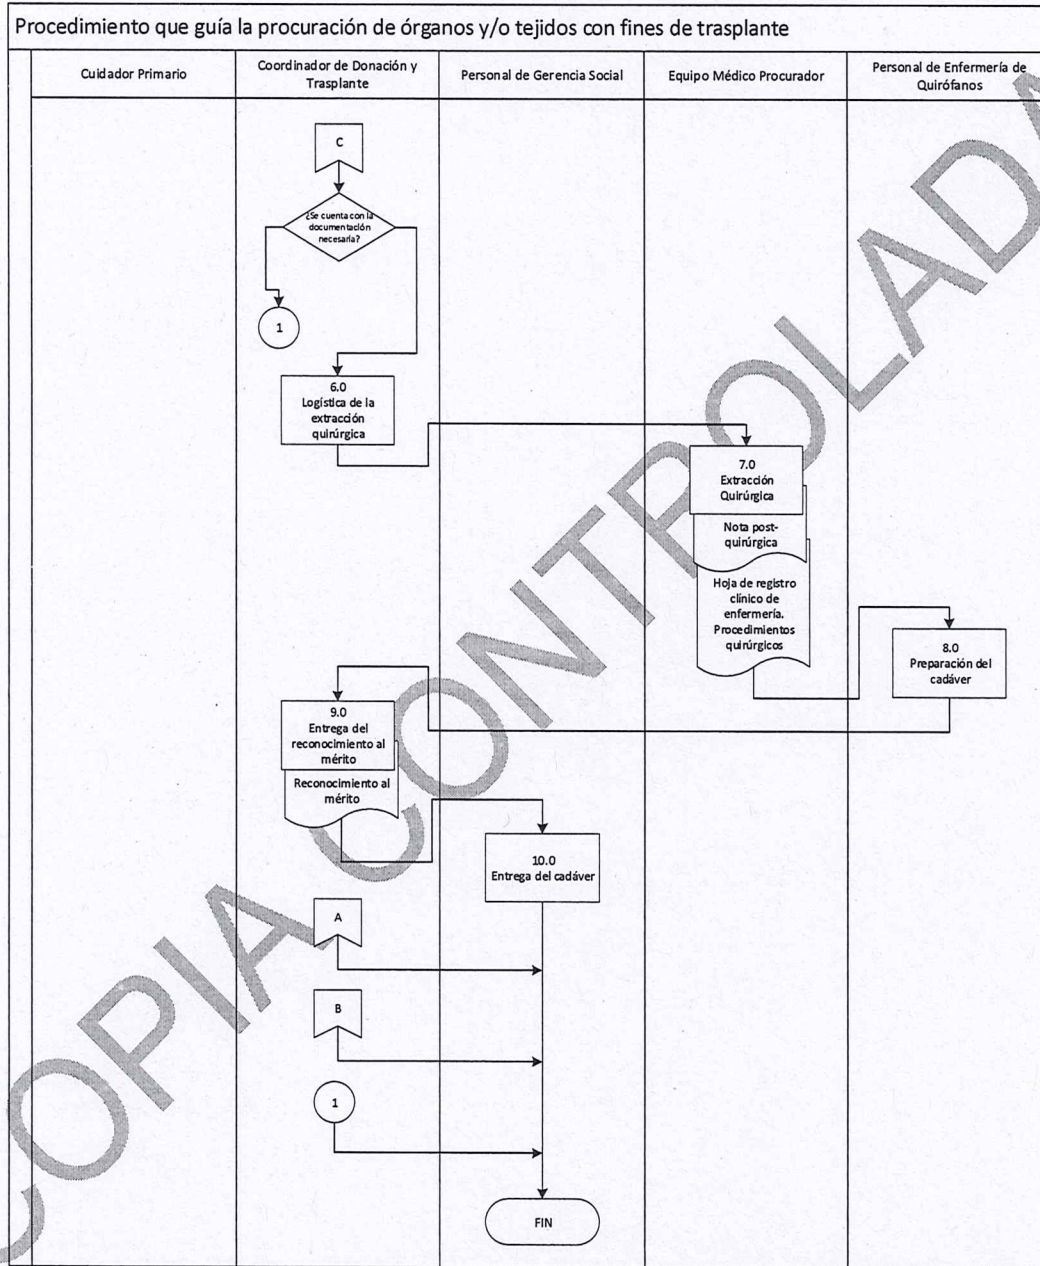 Procedimiento que guía la procuración de órganos y/o tejidos con fines de trasplante
Cuidador Primario
Coordinador de Donación y
Trasplante
Personal de Gerencia Social
Equipo Médico Procurador
Personal de Enfermería de
Quirófanos
C
¿Se cuenta con la
documentación
necesaria?
1
6.0
Logística de la
extracción
quirúrgica
7.0
Extracción
Quirúrgica
Nota post-
quirúrgica
Hoja de registro
clínico de
enfermería.
Procedimientos
quirúrgicos
8.0
Preparación del
cadáver
9.0
Entrega del
reconocimiento al
mérito
Reconocimiento al
mérito
10.0
Entrega del cadáver
A
B
1
FIN
COPIA CONTROLADA